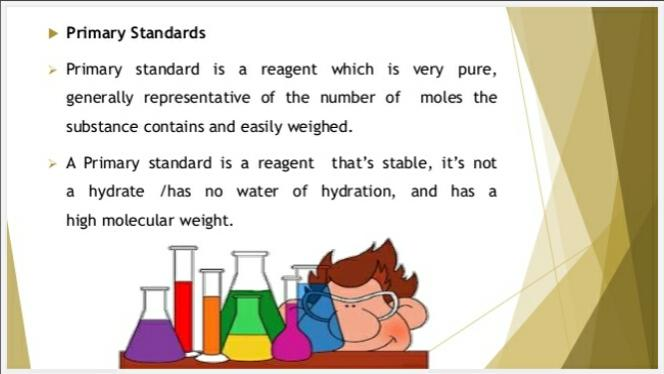 Primary Standards
Primary standard is a reagent which is very pure,
generally representative of the number of moles the
substance contains and easily weighed.
A Primary standard is a reagent that's stable, it's not
a hydrate /has no water of hydration, and has a
high molecular weight.